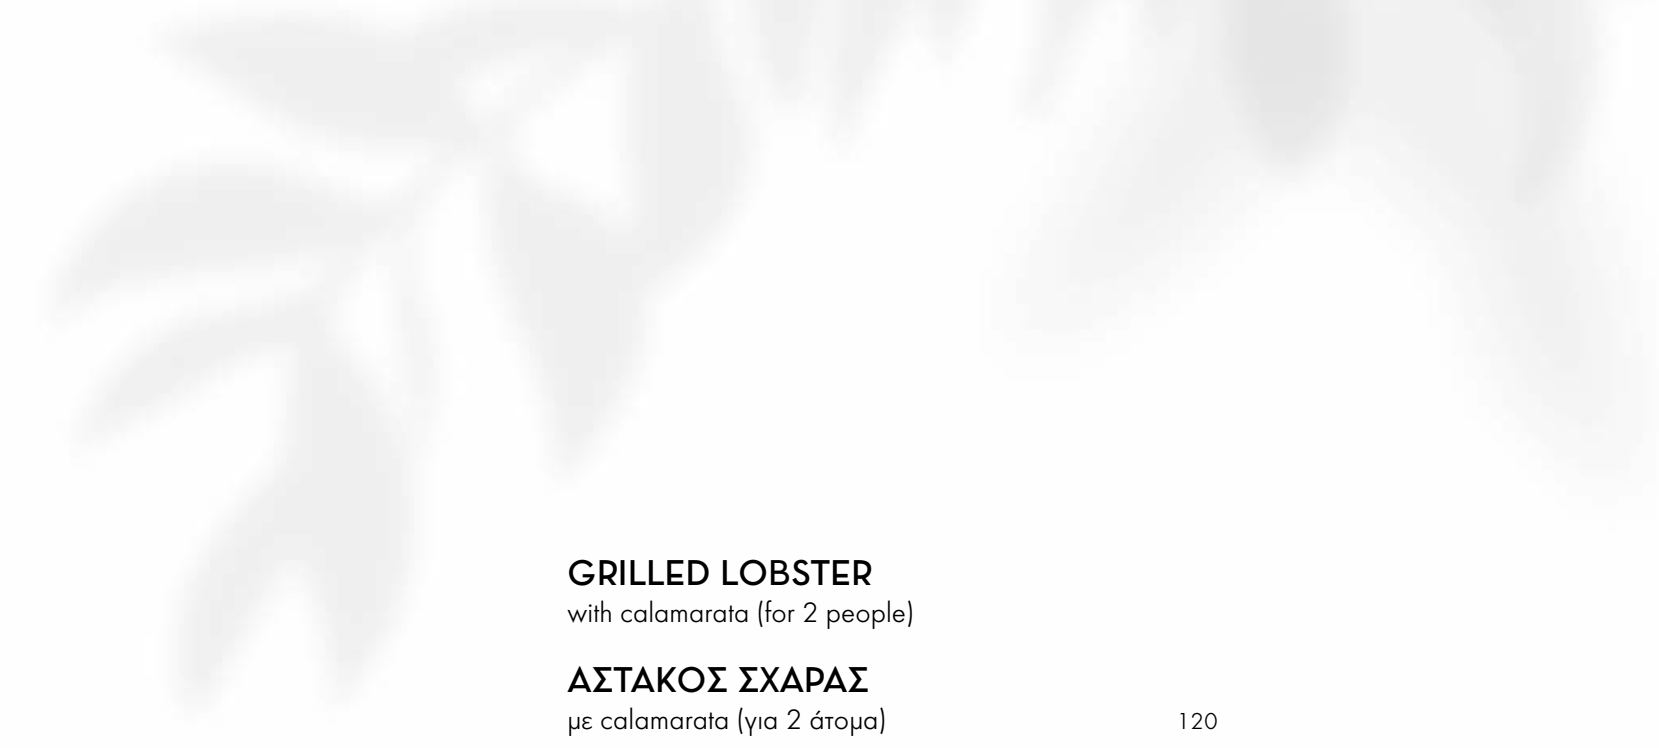 GRILLED LOBSTER
with calamarata (for 2 people)
ΑΣΤΑΚΟΣ ΣΧΑΡΑΣ
με calamarata (για 2 άτομα) 120